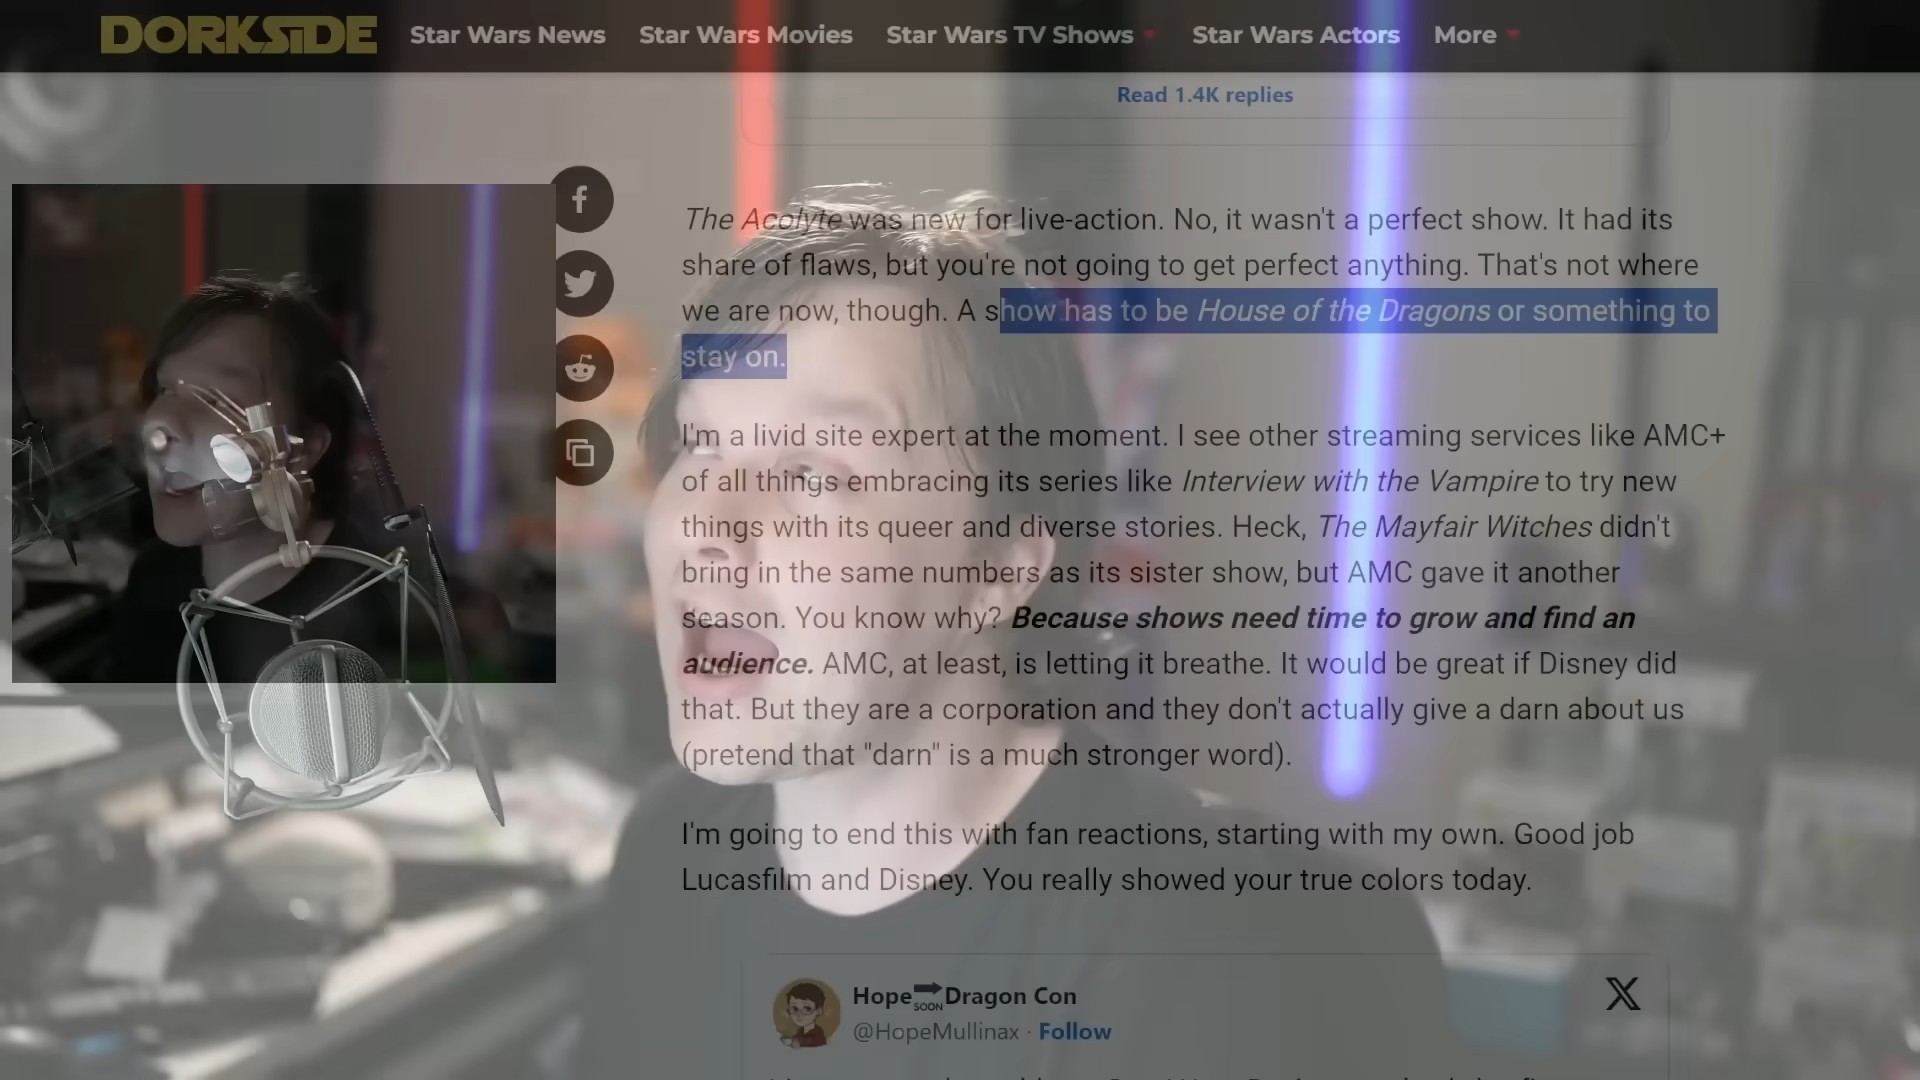 DORKSIDE Star Wars News Star Wars Movies Star Wars TV Shows Star Wars Actors More
Read 1.4K replies
The Acolyte was new for live-action. No, it wasn't a perfect show. It had its
share of flaws, but you're not going to get perfect anything. That's not where
we are now, though. A show has to be House of the Dragons or something to
stay on.
I'm a livid site expert at the moment. I see other streaming services like AMC+
of all things embracing its series like Interview with the Vampire to try new
things with its queer and diverse stories. Heck, The Mayfair Witches didn't
bring in the same numbers as its sister show, but AMC gave it another
season. You know why? Because shows need time to grow and find an
audience. AMC, at least, is letting it breathe. It would be great if Disney did
that. But they are a corporation and they don't actually give a darn about us
(pretend that "darn" is a much stronger word).
I'm going to end this with fan reactions, starting with my own. Good job
Lucasfilm and Disney. You really showed your true colors today.
Hope SOON Dragon Con
@HopeMullinax · Follow